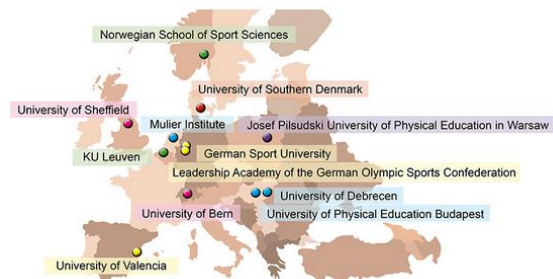 Norwegian School of Sport Sciences
University of Southern Denmark
University of Sheffield
Mulier Institute
Josef Pilsudski University of Physical Education in Warsaw
KU Leuven
German Sport University
Leadership Academy of the German Olympic Sports Confederation
University of Debrecen
University of Bern
University of Physical Education Budapest
University of Valencia